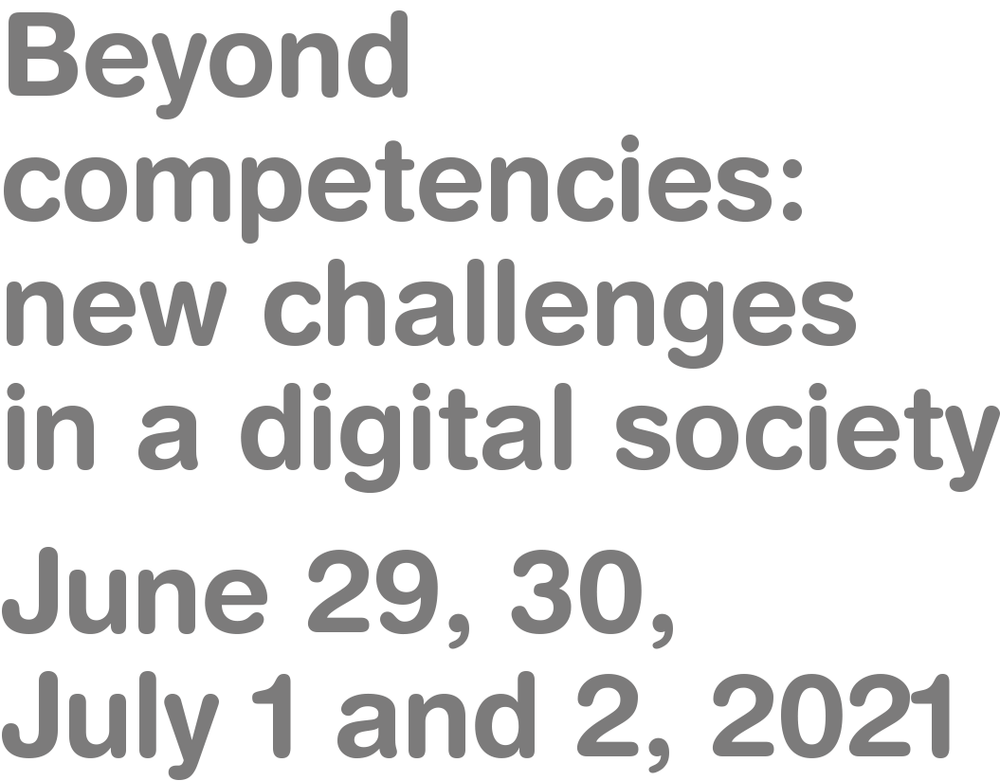 Beyond
competencies:
new challenges
in a digital society
June 29, 30,
July 1 and 2, 2021